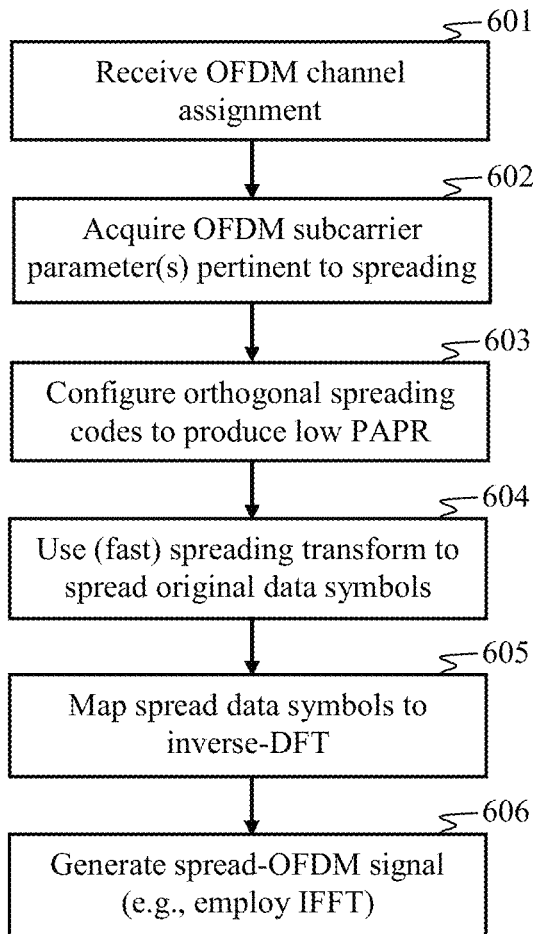 601
Receive OFDM channel
assignment
602
Acquire OFDM subcarrier
parameter(s) pertinent to spreading
603
Configure orthogonal spreading
codes to produce low PAPR
604
Use (fast) spreading transform to
spread original data symbols
605
Map spread data symbols to
inverse-DFT
606
Generate spread-OFDM signal
(e.g., employ IFFT)